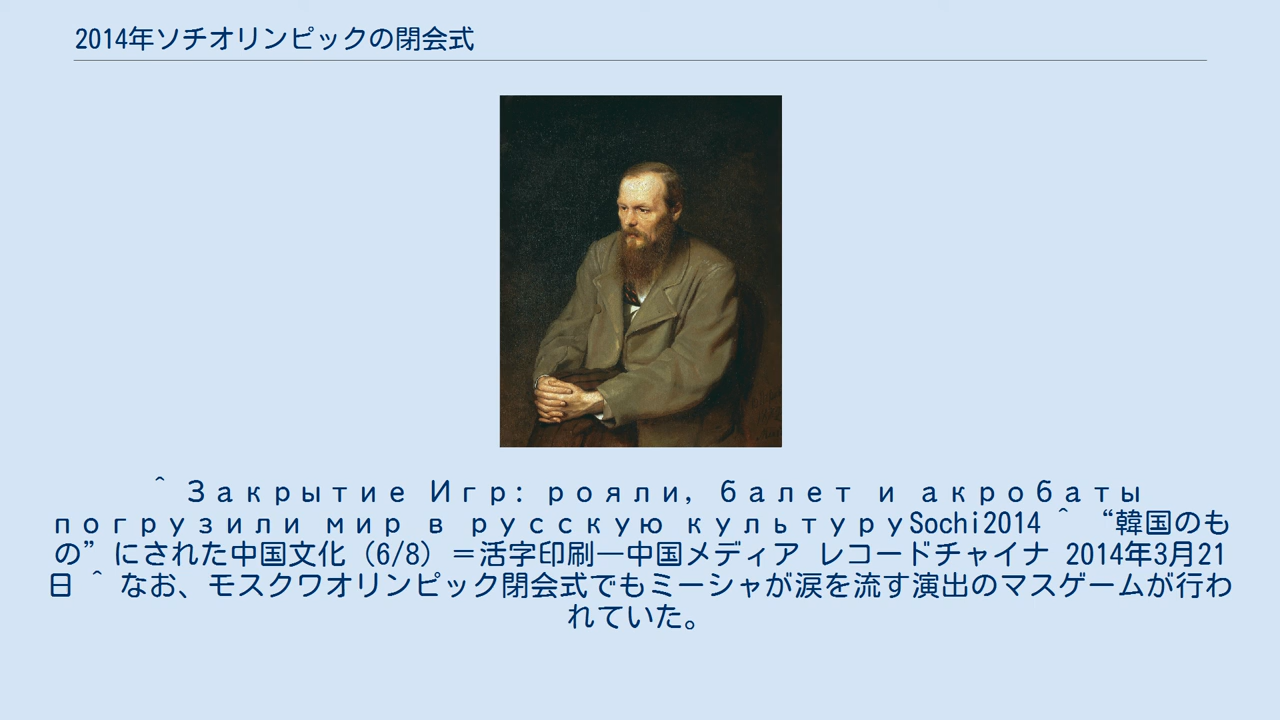 2014年ソチオリンピックの閉会式
^ Закрытие Игр: рояли, балет и акробаты
погрузили мир в русскую культуруSochi2014 ^ “韓国のも
の”にされた中国文化（6/8）＝活字印刷―中国メディア レコードチャイナ 2014年3月21
日 ^ なお、モスクワオリンピック閉会式でもミーシャが涙を流す演出のマスゲームが行わ
れていた。